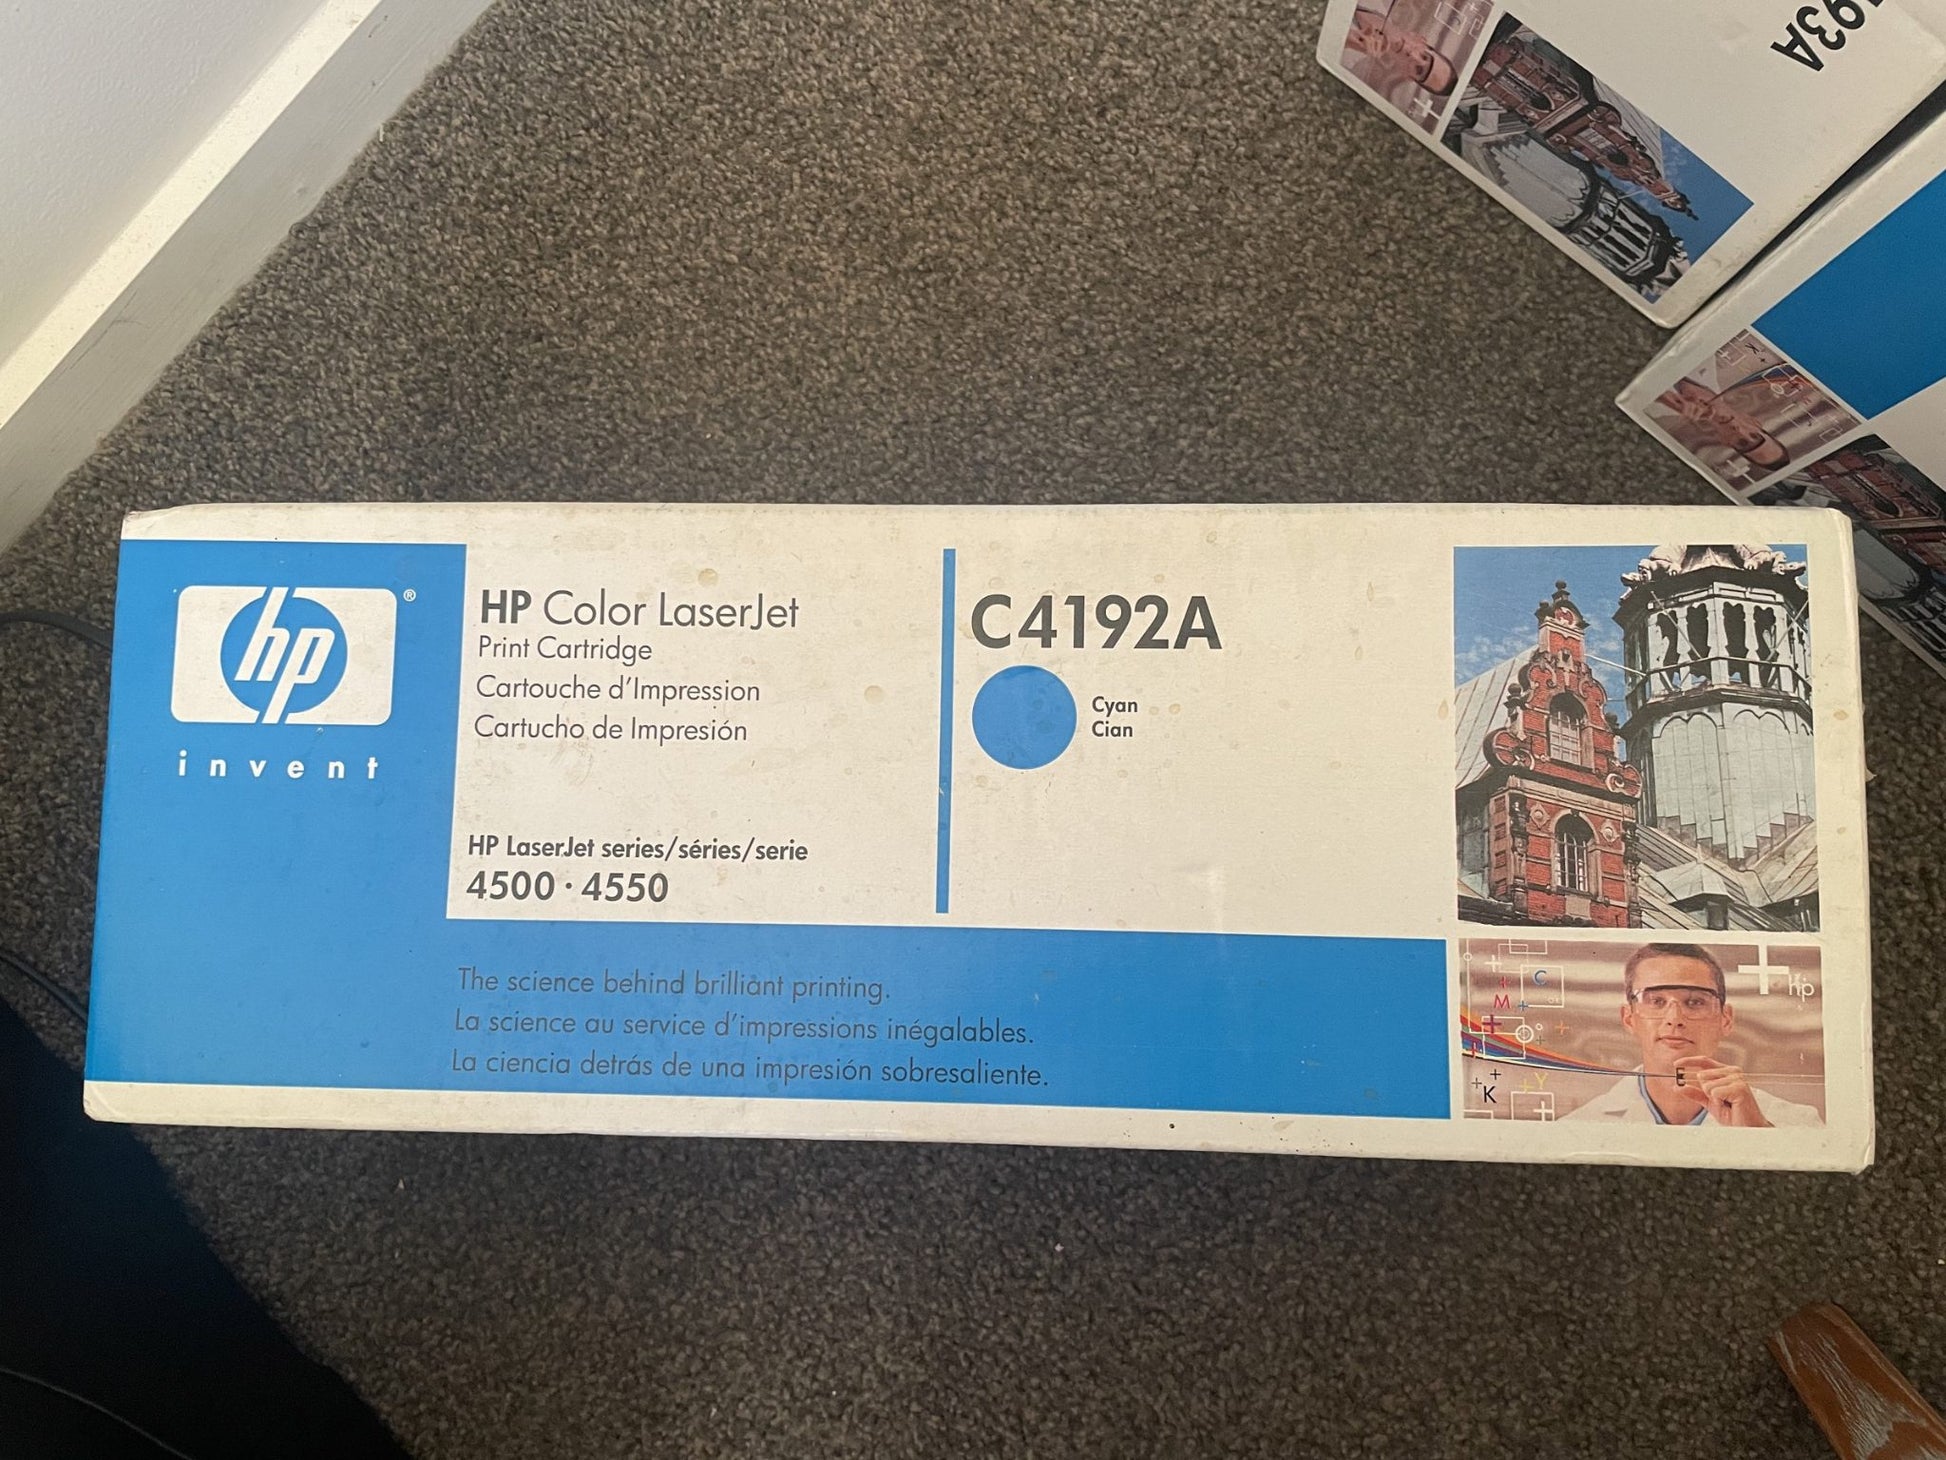 93A
hp®
invent
HP Color LaserJet
Print Cartridge
Cartouche d'Impression
Cartucho de Impresión
HP LaserJet series/séries/serie
4500 · 4550
C4192A
Cyan
Cian
The science behind brilliant printing.
La science au service d'impressions inégalables.
La ciencia detrás de una impresión sobresaliente.
C
M
K
Y
hp